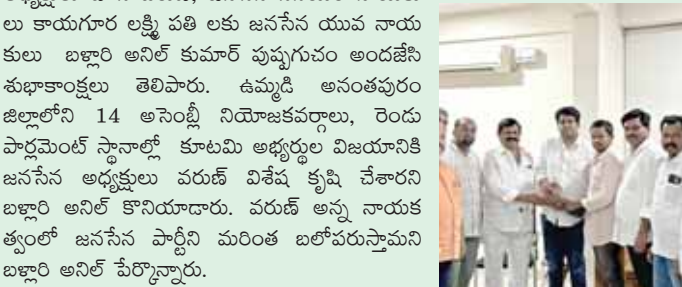 లు కాయగూర లక్ష్మి పతి లకు జనసేన యువ నాయ
కులు బళ్లారి అనిల్ కుమార్ పుష్పగుచం అందజేసి
శుభాకాంక్షలు తెలిపారు. ఉమ్మడి అనంతపురం
జిల్లాలోని 14 అసెంబ్లీ నియోజకవర్గాలు, రెండు
పార్లమెంట్ స్థానాల్లో కూటమి అభ్యర్థుల విజయానికి
జనసేన అధ్యక్షులు వరుణ్ విశేష కృషి చేశారని
బళ్లారి అనిల్ కొనియాడారు. వరుణ్ అన్న నాయక
త్వంలో జనసేన పార్టీని మరింత బలోపరుస్తామని
బళ్లారి అనిల్ పేర్కొన్నారు.